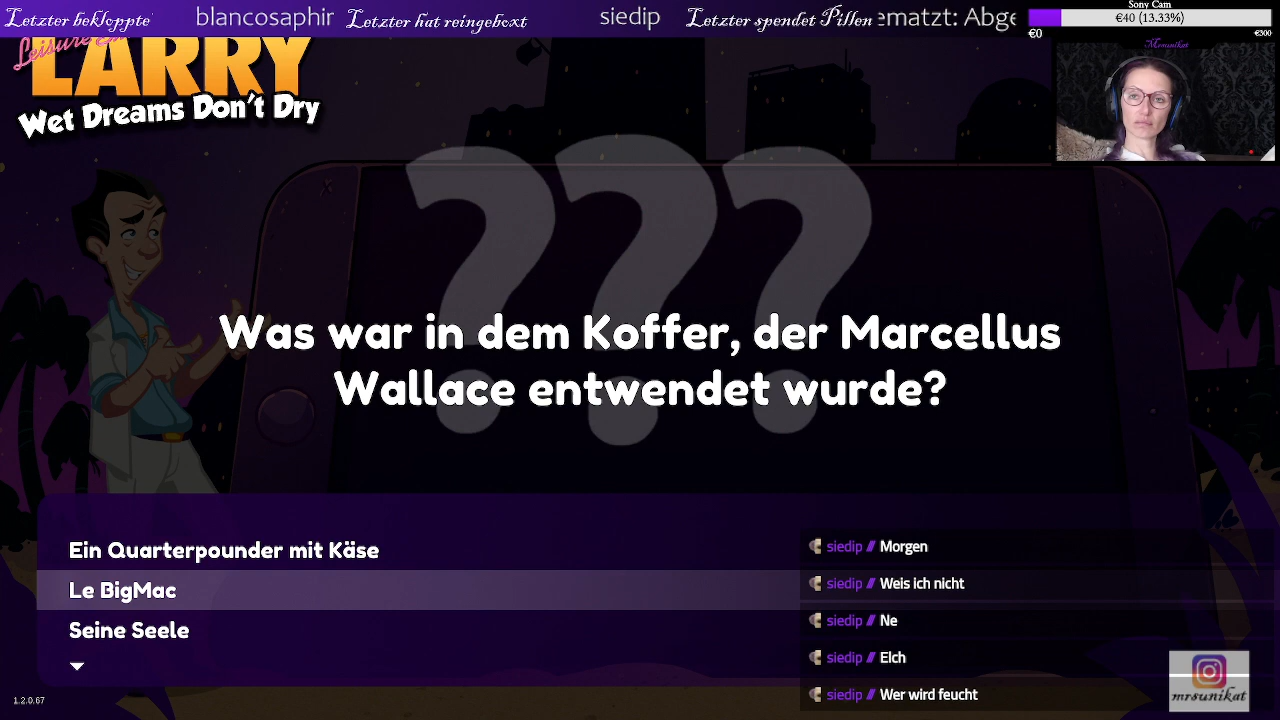 Letzter bekloppte
blancosaphir
Letzter hat reingeboxt
siedip
Letzter spendet Pillen
ematzt: Abge
Sony Cam
€40 (13.33%)
€0
€300
Mrsunikat
Leisure Suit
LARRY
Wet Dreams Don't Dry
???
Was war in dem Koffer, der Marcellus
Wallace entwendet wurde?
Ein Quarterpounder mit Käse
Le BigMac
Seine Seele
siedip // Morgen
siedip // Weis ich nicht
siedip // Ne
siedip // Elch
siedip // Wer wird feucht
mrsunikat
1.2.0.67